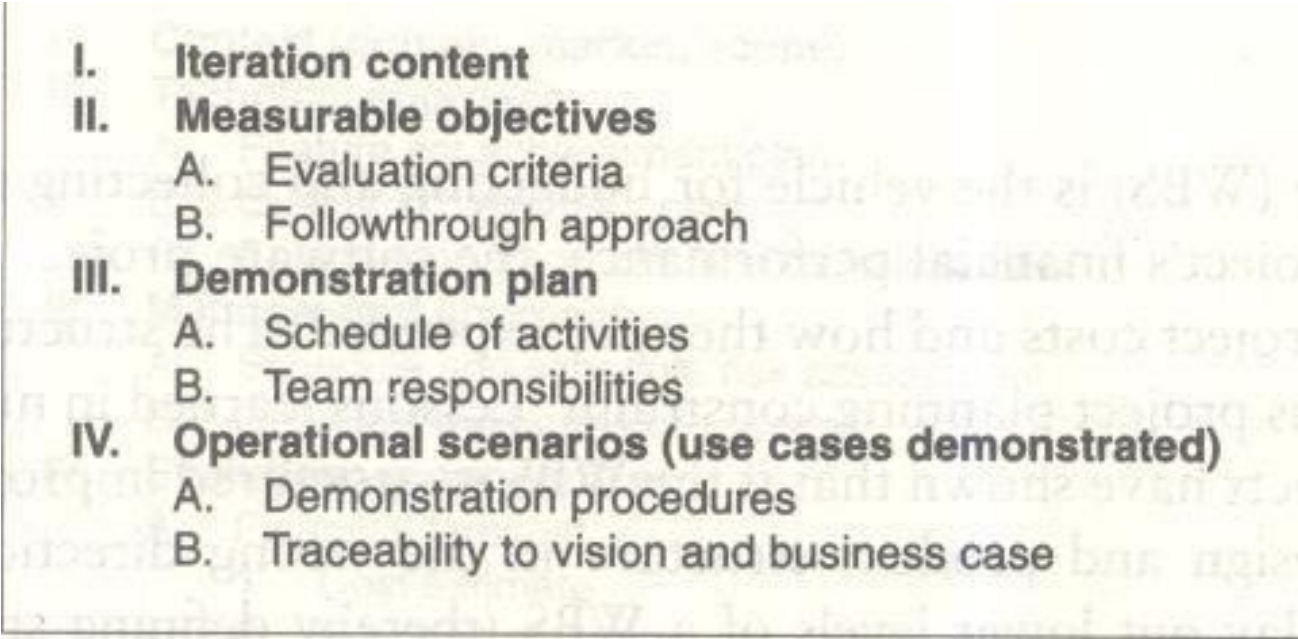 I. Iteration content
II. Measurable objectives
A. Evaluation criteria
B. Followthrough approach
III. Demonstration plan
A. Schedule of activities
B. Team responsibilities
IV. Operational scenarios (use cases demonstrated)
A. Demonstration procedures
B. Traceability to vision and business case